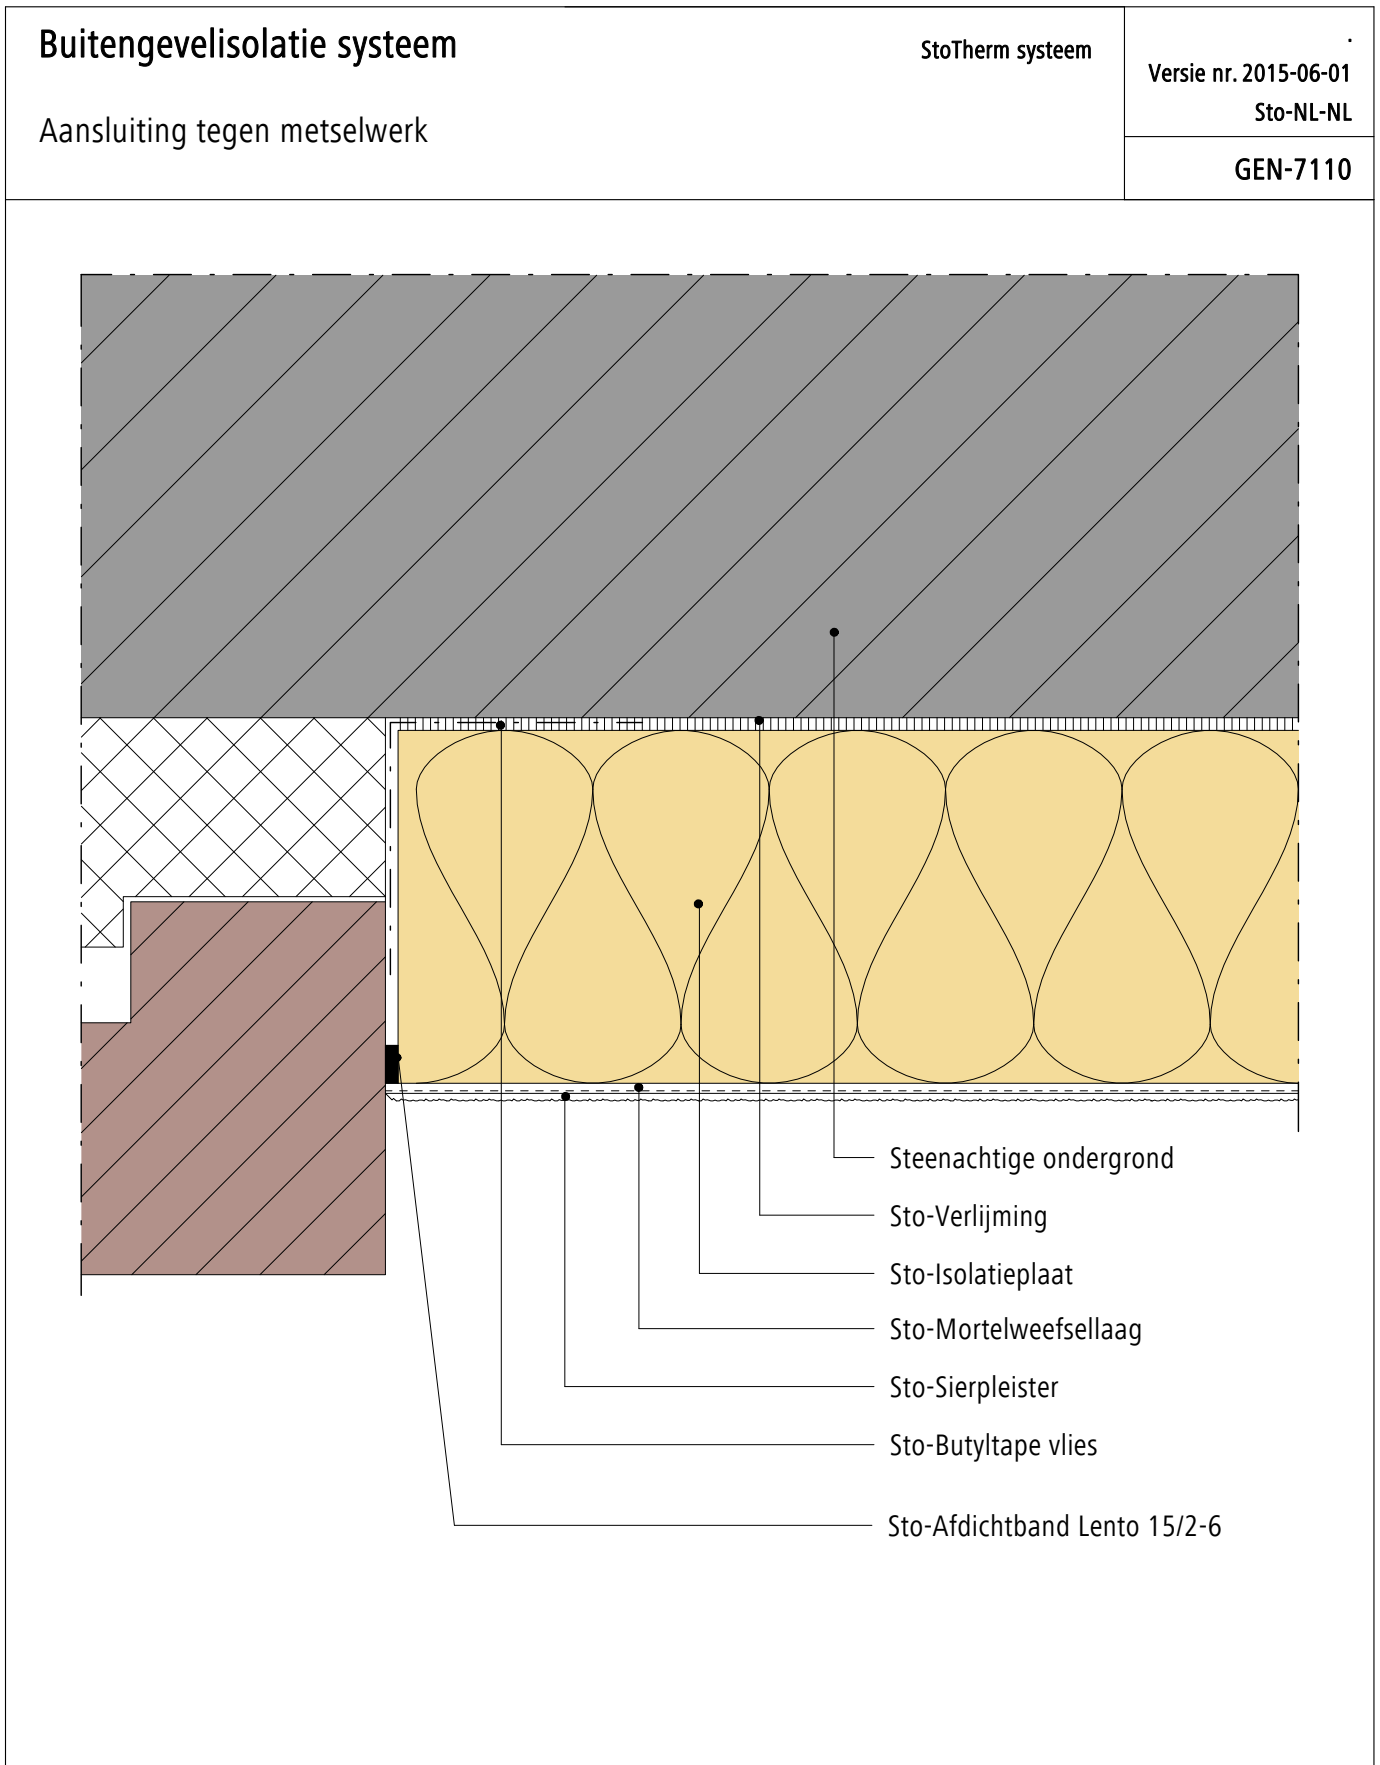 Buitengevelisolatie systeem
StoTherm systeem
.
Versie nr. 2015-06-01
Sto-NL-NL
Aansluiting tegen metselwerk
GEN-7110
Steenachtige ondergrond
Sto-Verlijming
Sto-Isolatieplaat
Sto-Mortelweefsellaag
Sto-Sierpleister
Sto-Butyltape vlies
Sto-Afdichtband Lento 15/2-6